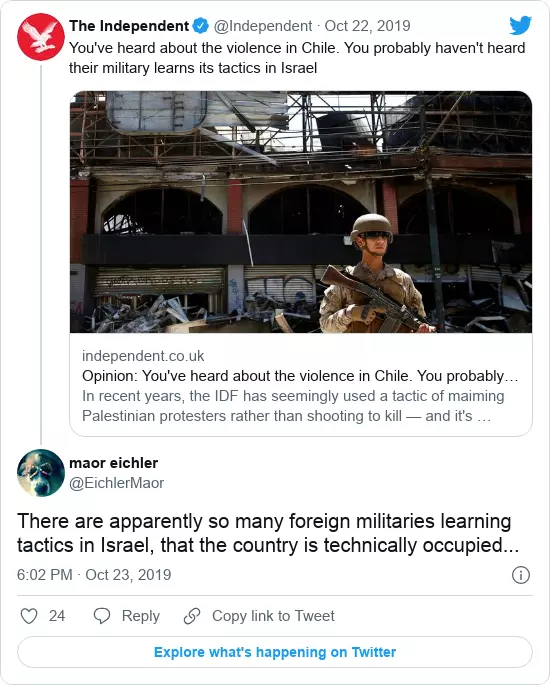 The Independent @Independent · Oct 22, 2019
You've heard about the violence in Chile. You probably haven't heard
their military learns its tactics in Israel
independent.co.uk
Opinion: You've heard about the violence in Chile. You probably…
In recent years, the IDF has seemingly used a tactic of maiming
Palestinian protesters rather than shooting to kill — and it's …
maor eichler
@EichlerMaor
There are apparently so many foreign militaries learning
tactics in Israel, that the country is technically occupied...
6:02 PM · Oct 23, 2019
24 Reply Copy link to Tweet
Explore what's happening on Twitter